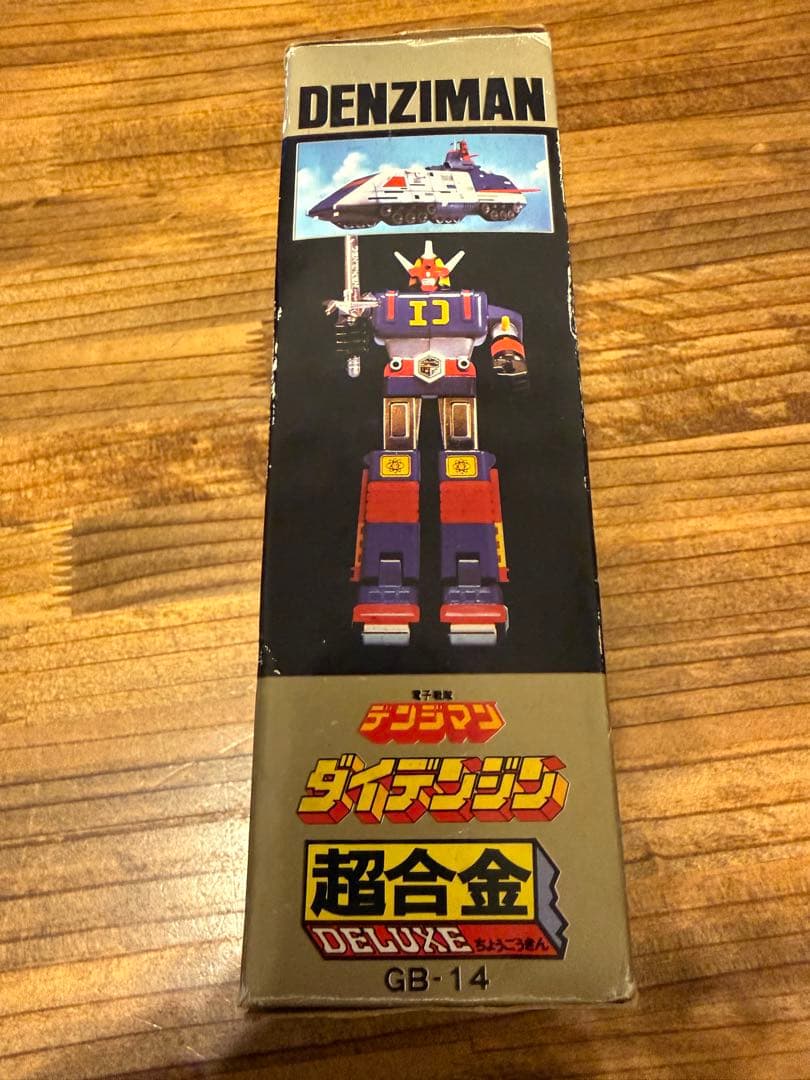 DENZIMAN
電子戦隊
デンジマン
ダイデンジン
超合金
DELUXE ちょうごうきん
GB-14